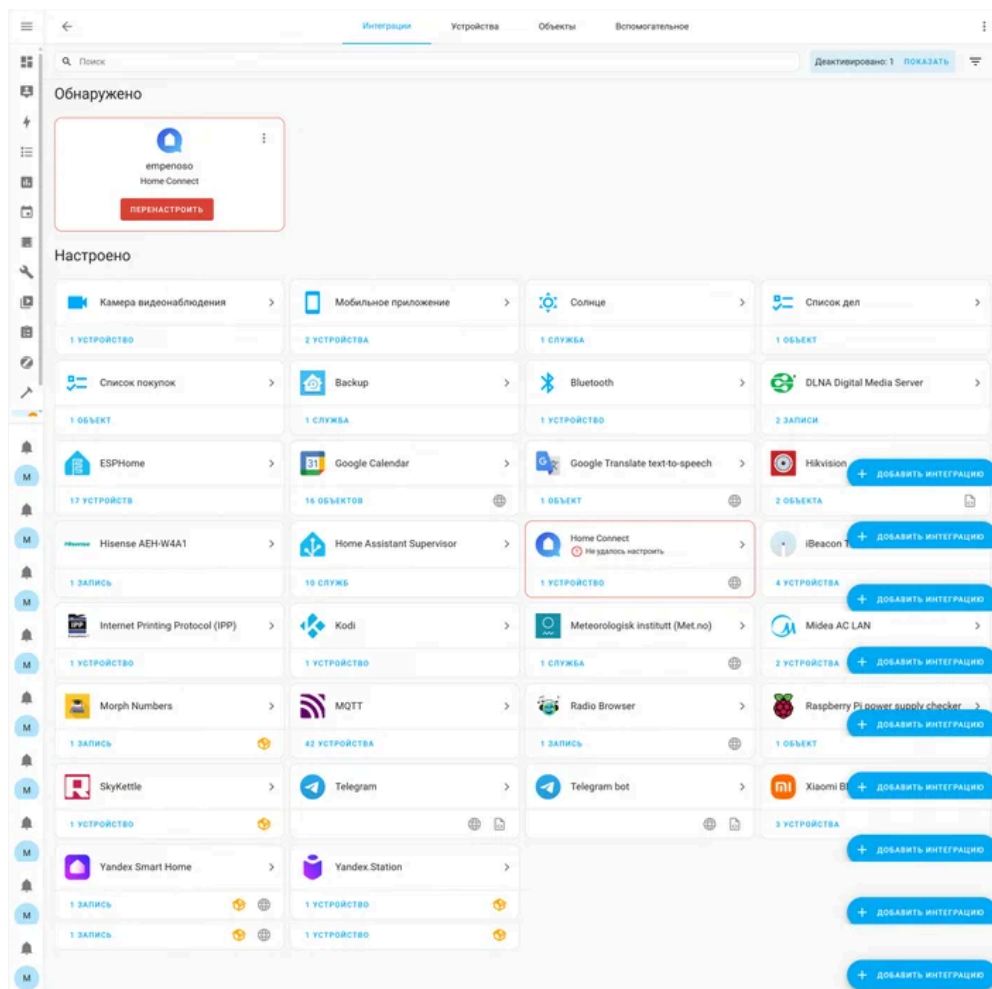 Интеграции Устройства Объекты Вспомогательное
Поиск
Деактивировано: 1 ПОКАЗАТЬ
Обнаружено
empenoso
Home Connect
ПЕРЕНАСТРОИТЬ
Настроено
Камера видеонаблюдения Мобильное приложение Солнце Список дел
1 УСТРОЙСТВО 2 УСТРОЙСТВА 1 СЛУЖБА 1 ОБЪЕКТ
Список покупок Backup Bluetooth DLNA Digital Media Server
1 ОБЪЕКТ 1 СЛУЖБА 1 УСТРОЙСТВО 2 ЗАПИСИ
ESPHome 31 Google Calendar Google Translate text-to-speech Hikvision
ДОБАВИТЬ ИНТЕГРАЦИЮ
17 УСТРОЙСТВ 16 ОБЪЕКТОВ 1 ОБЪЕКТ 2 ОБЪЕКТА
M
M ДОБАВИТЬ ИНТЕГРАЦИЮ
Hisense Hisense AEH-W4A1 Home Assistant Supervisor Home Connect iBeacon T
Не удалось настроить
1 ЗАПИСЬ 10 СЛУЖБ 1 УСТРОЙСТВО 4 УСТРОЙСТВА
M ДОБАВИТЬ ИНТЕГРАЦИЮ
IPP Internet Printing Protocol (IPP) Kodi Meteorologisk institutt (Met.no) Midea AC LAN
1 УСТРОЙСТВО 1 УСТРОЙСТВО 1 СЛУЖБА 2 УСТРОЙСТВА
M ДОБАВИТЬ ИНТЕГРАЦИЮ
Morph Numbers MQTT Radio Browser Raspberry Pi power supply checker
M ДОБАВИТЬ ИНТЕГРАЦИЮ
1 ЗАПИСЬ 42 УСТРОЙСТВА 1 ЗАПИСЬ 1 ОБЪЕКТ
SkyKettle Telegram Telegram bot Xiaomi
M ДОБАВИТЬ ИНТЕГРАЦИЮ
1 УСТРОЙСТВО 3 УСТРОЙСТВА
M ДОБАВИТЬ ИНТЕГРАЦИЮ
Yandex Smart Home Yandex.Station
1 ЗАПИСЬ 1 УСТРОЙСТВО
M ДОБАВИТЬ ИНТЕГРАЦИЮ
1 ЗАПИСЬ 1 УСТРОЙСТВО
M ДОБАВИТЬ ИНТЕГРАЦИЮ